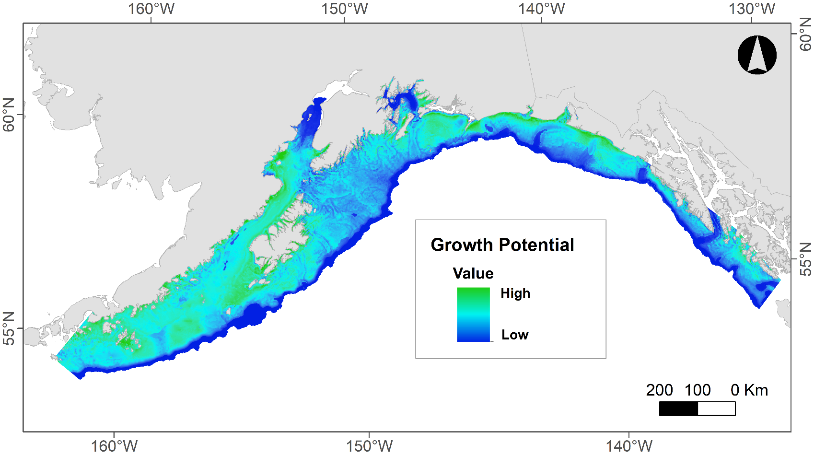 160°W 150°W 140°W 130°W
60°N
60°N
55°N
55°N
Growth Potential
Value
High
Low
200 100 0 Km
160°W 150°W 140°W